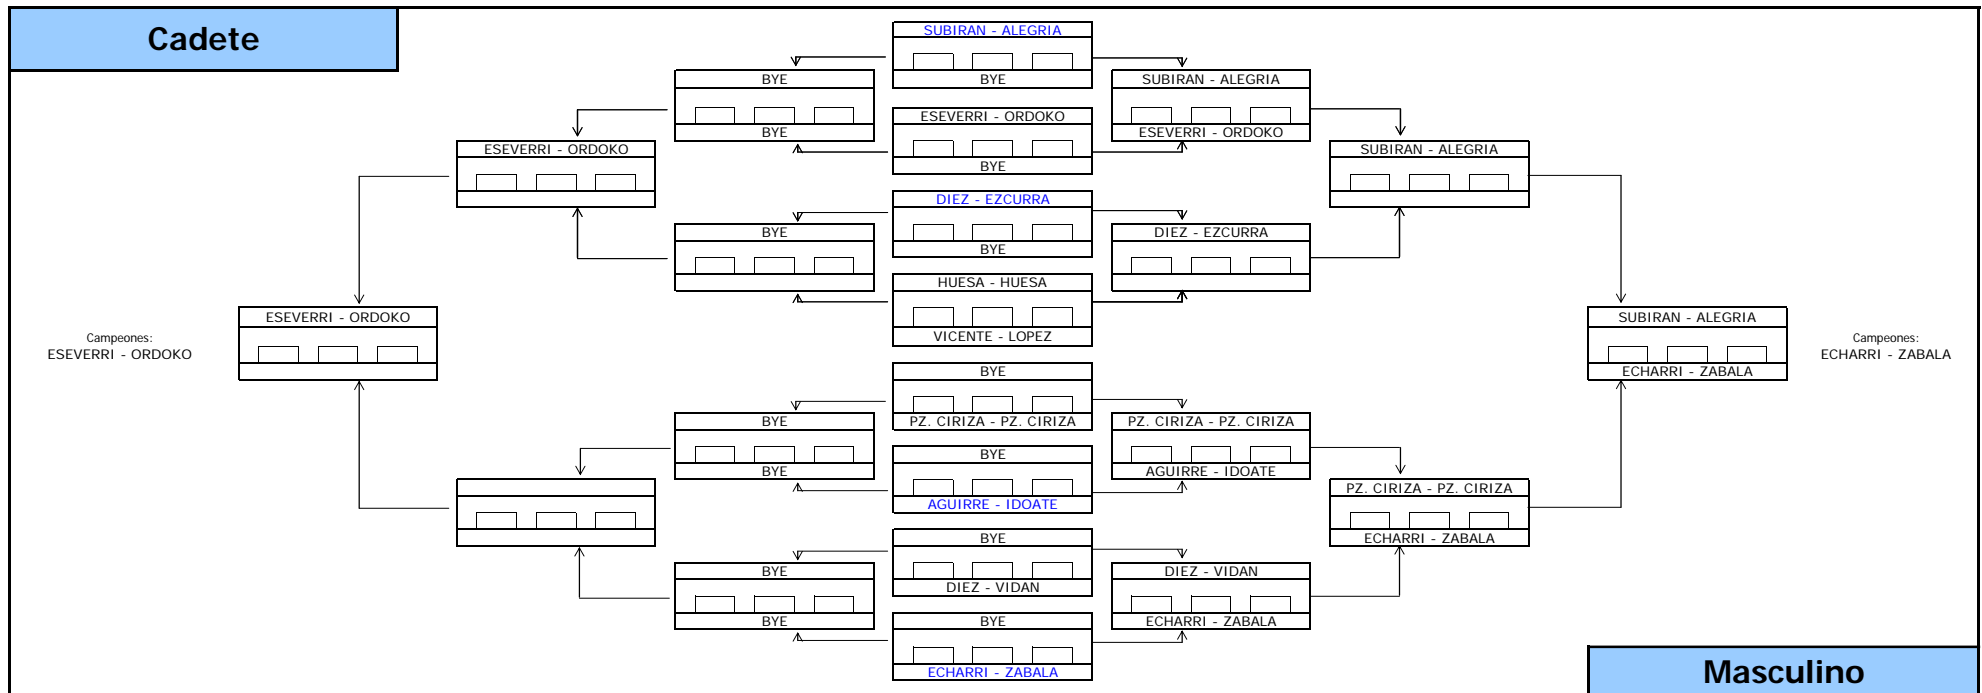 Cadete
SUBIRAN - ALEGRIA
BYE
BYE
SUBIRAN - ALEGRIA
ESEVERRI - ORDOKO
BYE
ESEVERRI - ORDOKO
ESEVERRI - ORDOKO
SUBIRAN - ALEGRIA
BYE
DIEZ - EZCURRA
BYE
DIEZ - EZCURRA
BYE
HUESA - HUESA
ESEVERRI - ORDOKO
SUBIRAN - ALEGRIA
Campeones:
ESEVERRI - ORDOKO
VICENTE - LOPEZ
Campeones:
ECHARRI - ZABALA
BYE
ECHARRI - ZABALA
BYE
PZ. CIRIZA - PZ. CIRIZA
PZ. CIRIZA - PZ. CIRIZA
BYE
BYE
AGUIRRE - IDOATE
PZ. CIRIZA - PZ. CIRIZA
AGUIRRE - IDOATE
BYE
ECHARRI - ZABALA
BYE
DIEZ - VIDAN
DIEZ - VIDAN
BYE
BYE
ECHARRI - ZABALA
ECHARRI - ZABALA
Masculino